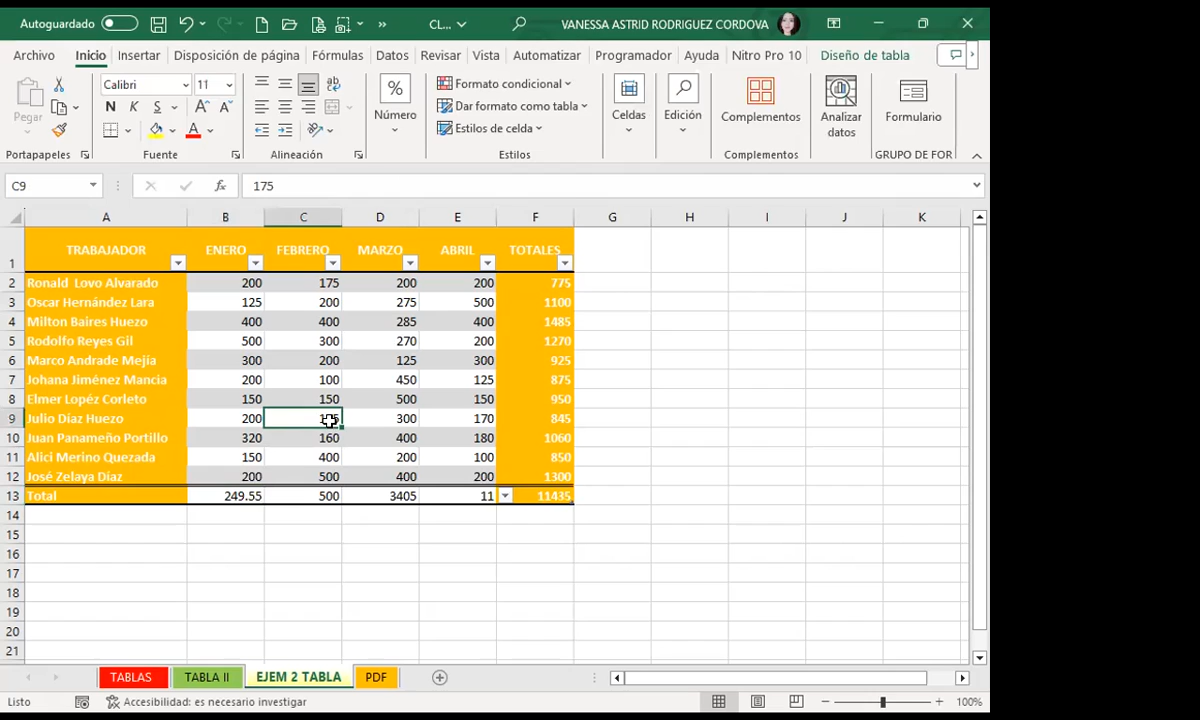 Autoguardado CL... VANESSA ASTRID RODRIGUEZ CORDOVA
Archivo Inicio Insertar Disposición de página Fórmulas Datos Revisar Vista Automatizar Programador Ayuda Nitro Pro 10 Diseño de tabla
Pegar Calibri 11 N K S A A A Número Formato condicional Dar formato como tabla Estilos de celda Celdas Edición Complementos Analizar datos Formulario
Portapapeles Fuente Alineación Estilos Complementos GRUPO DE FOR
C9 fx 175
A B C D E F G H I J K
1 TRABAJADOR ENERO FEBRERO MARZO ABRIL TOTALES
2 Ronald Lovo Alvarado 200 175 200 200 775
3 Oscar Hernández Lara 125 200 275 500 1100
4 Milton Baires Huezo 400 400 285 400 1485
5 Rodolfo Reyes Gil 500 300 270 200 1270
6 Marco Andrade Mejía 300 200 125 300 925
7 Johana Jiménez Mancia 200 100 450 125 875
8 Elmer Lopéz Corleto 150 150 500 150 950
9 Julio Díaz Huezo 200 175 300 170 845
10 Juan Panameño Portillo 320 160 400 180 1060
11 Alici Merino Quezada 150 400 200 100 850
12 José Zelaya Díaz 200 500 400 200 1300
13 Total 249.55 500 3405 11 11435
14
15
16
17
18
19
20
21
TABLAS TABLA II EJEM 2 TABLA PDF
Listo Accesibilidad: es necesario investigar 100%